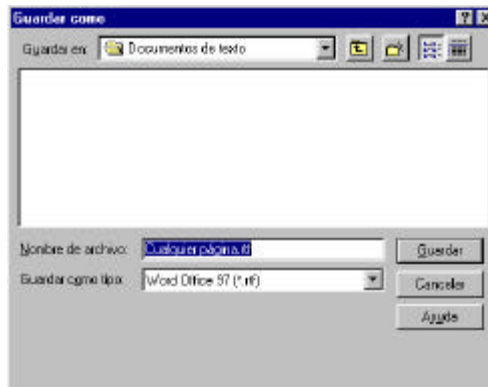 Guardar como
Guardar en: Documentos de texto
Nombre de archivo: Cualquier página.rtf
Guardar como tipo: Word Office 97 (*.rtf)
Guardar
Cancelar
Ayuda